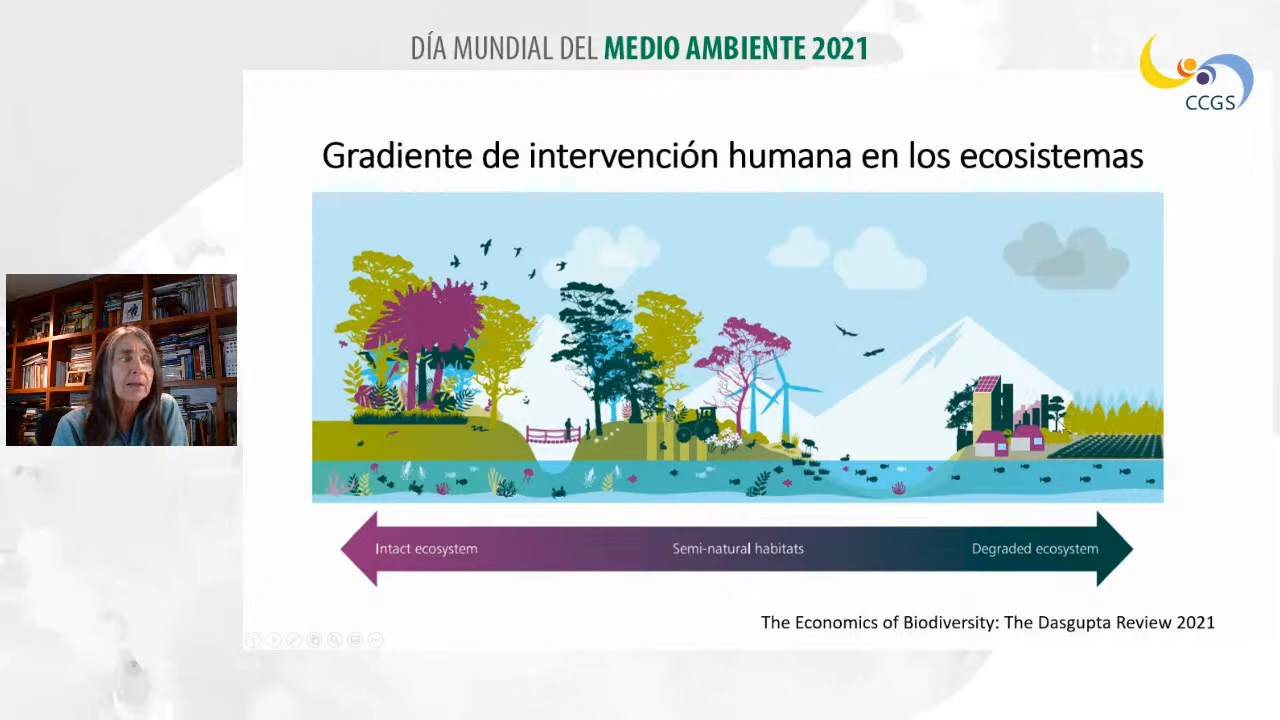 DÍA MUNDIAL DEL MEDIO AMBIENTE 2021
CCGS
Gradiente de intervención humana en los ecosistemas
Intact ecosystem
Semi-natural habitats
Degraded ecosystem
The Economics of Biodiversity: The Dasgupta Review 2021